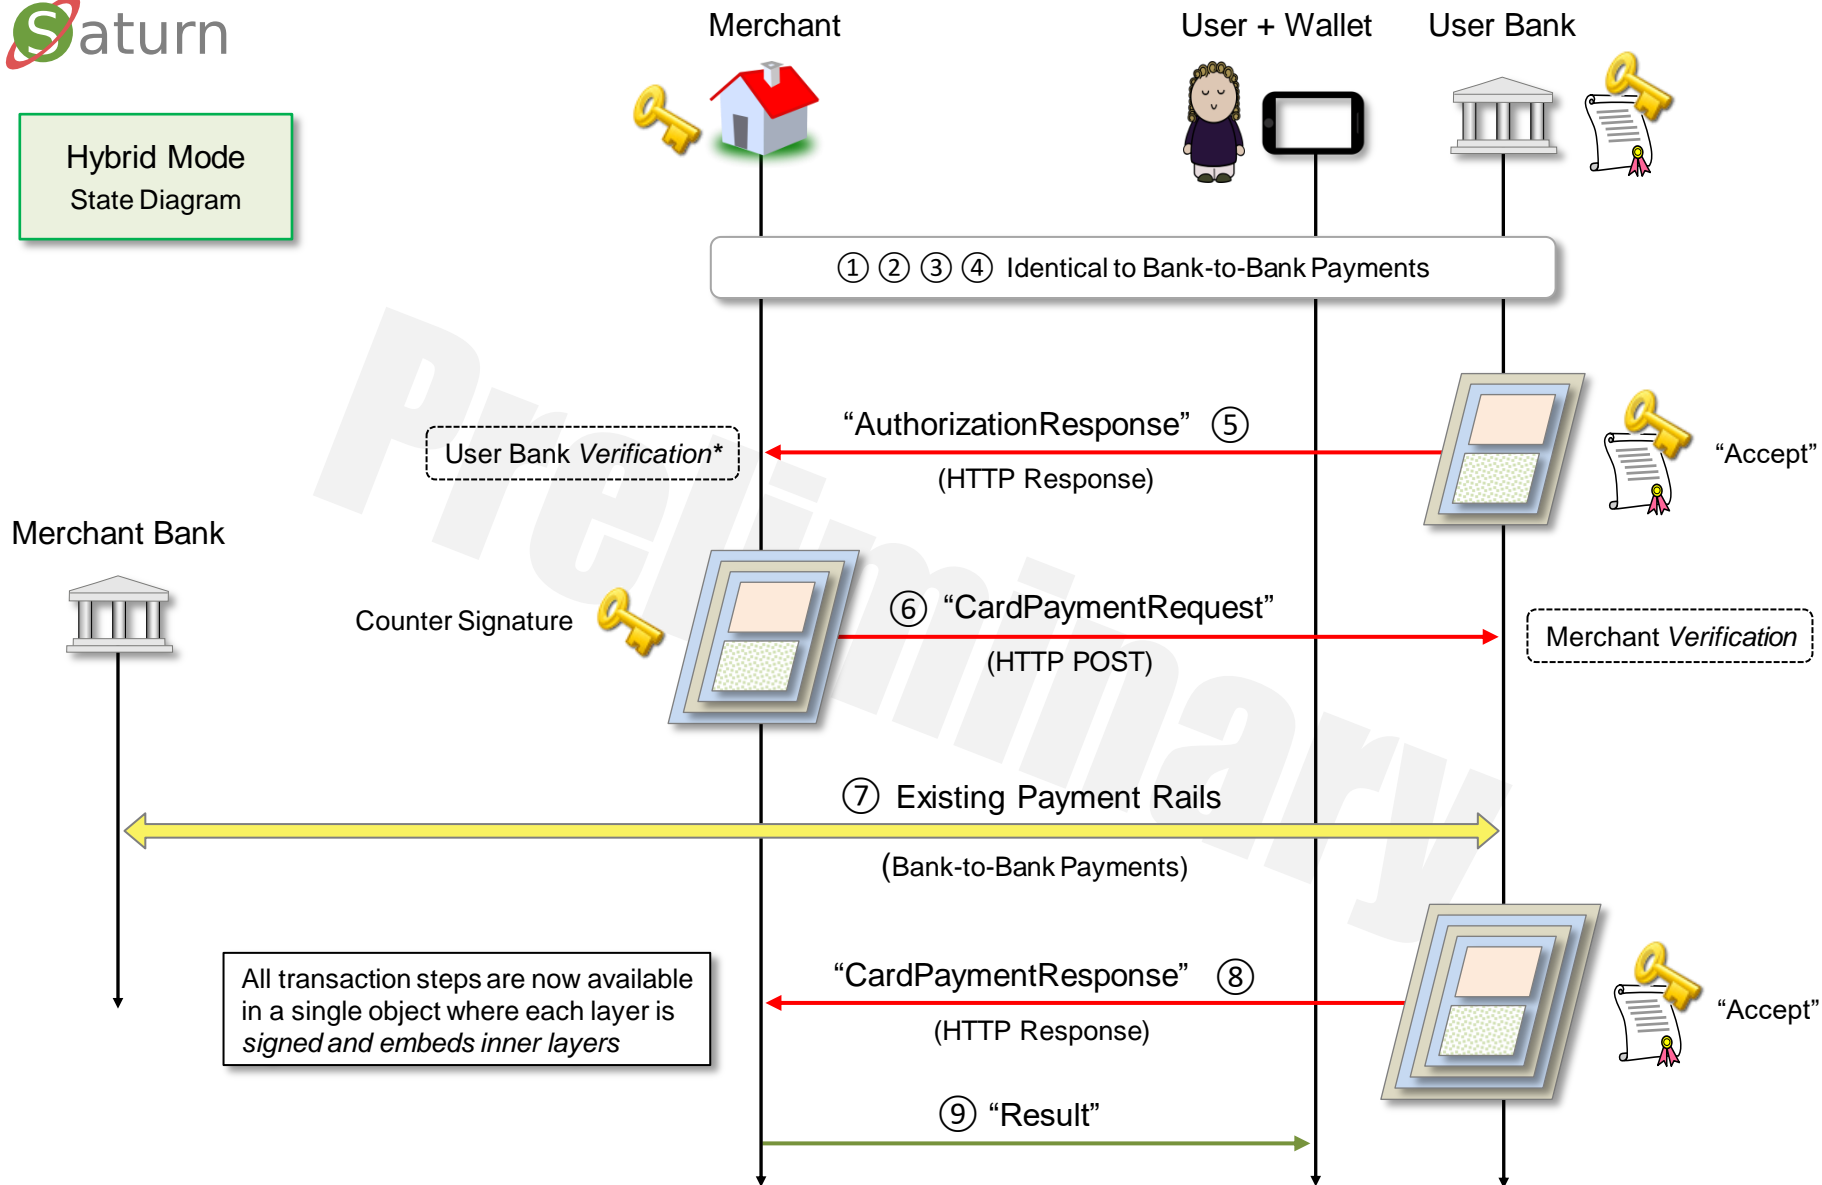 Saturn
Merchant
User + Wallet
User Bank
Hybrid Mode
State Diagram
① ② ③ ④ Identical to Bank-to-Bank Payments
“AuthorizationResponse” ⑤
(HTTP Response)
User Bank Verification*
“Accept”
Merchant Bank
Counter Signature
⑥ “CardPaymentRequest”
(HTTP POST)
Merchant Verification
⑦ Existing Payment Rails
(Bank-to-Bank Payments)
All transaction steps are now available
in a single object where each layer is
signed and embeds inner layers
“CardPaymentResponse” ⑧
(HTTP Response)
“Accept”
⑨ “Result”
Preliminary